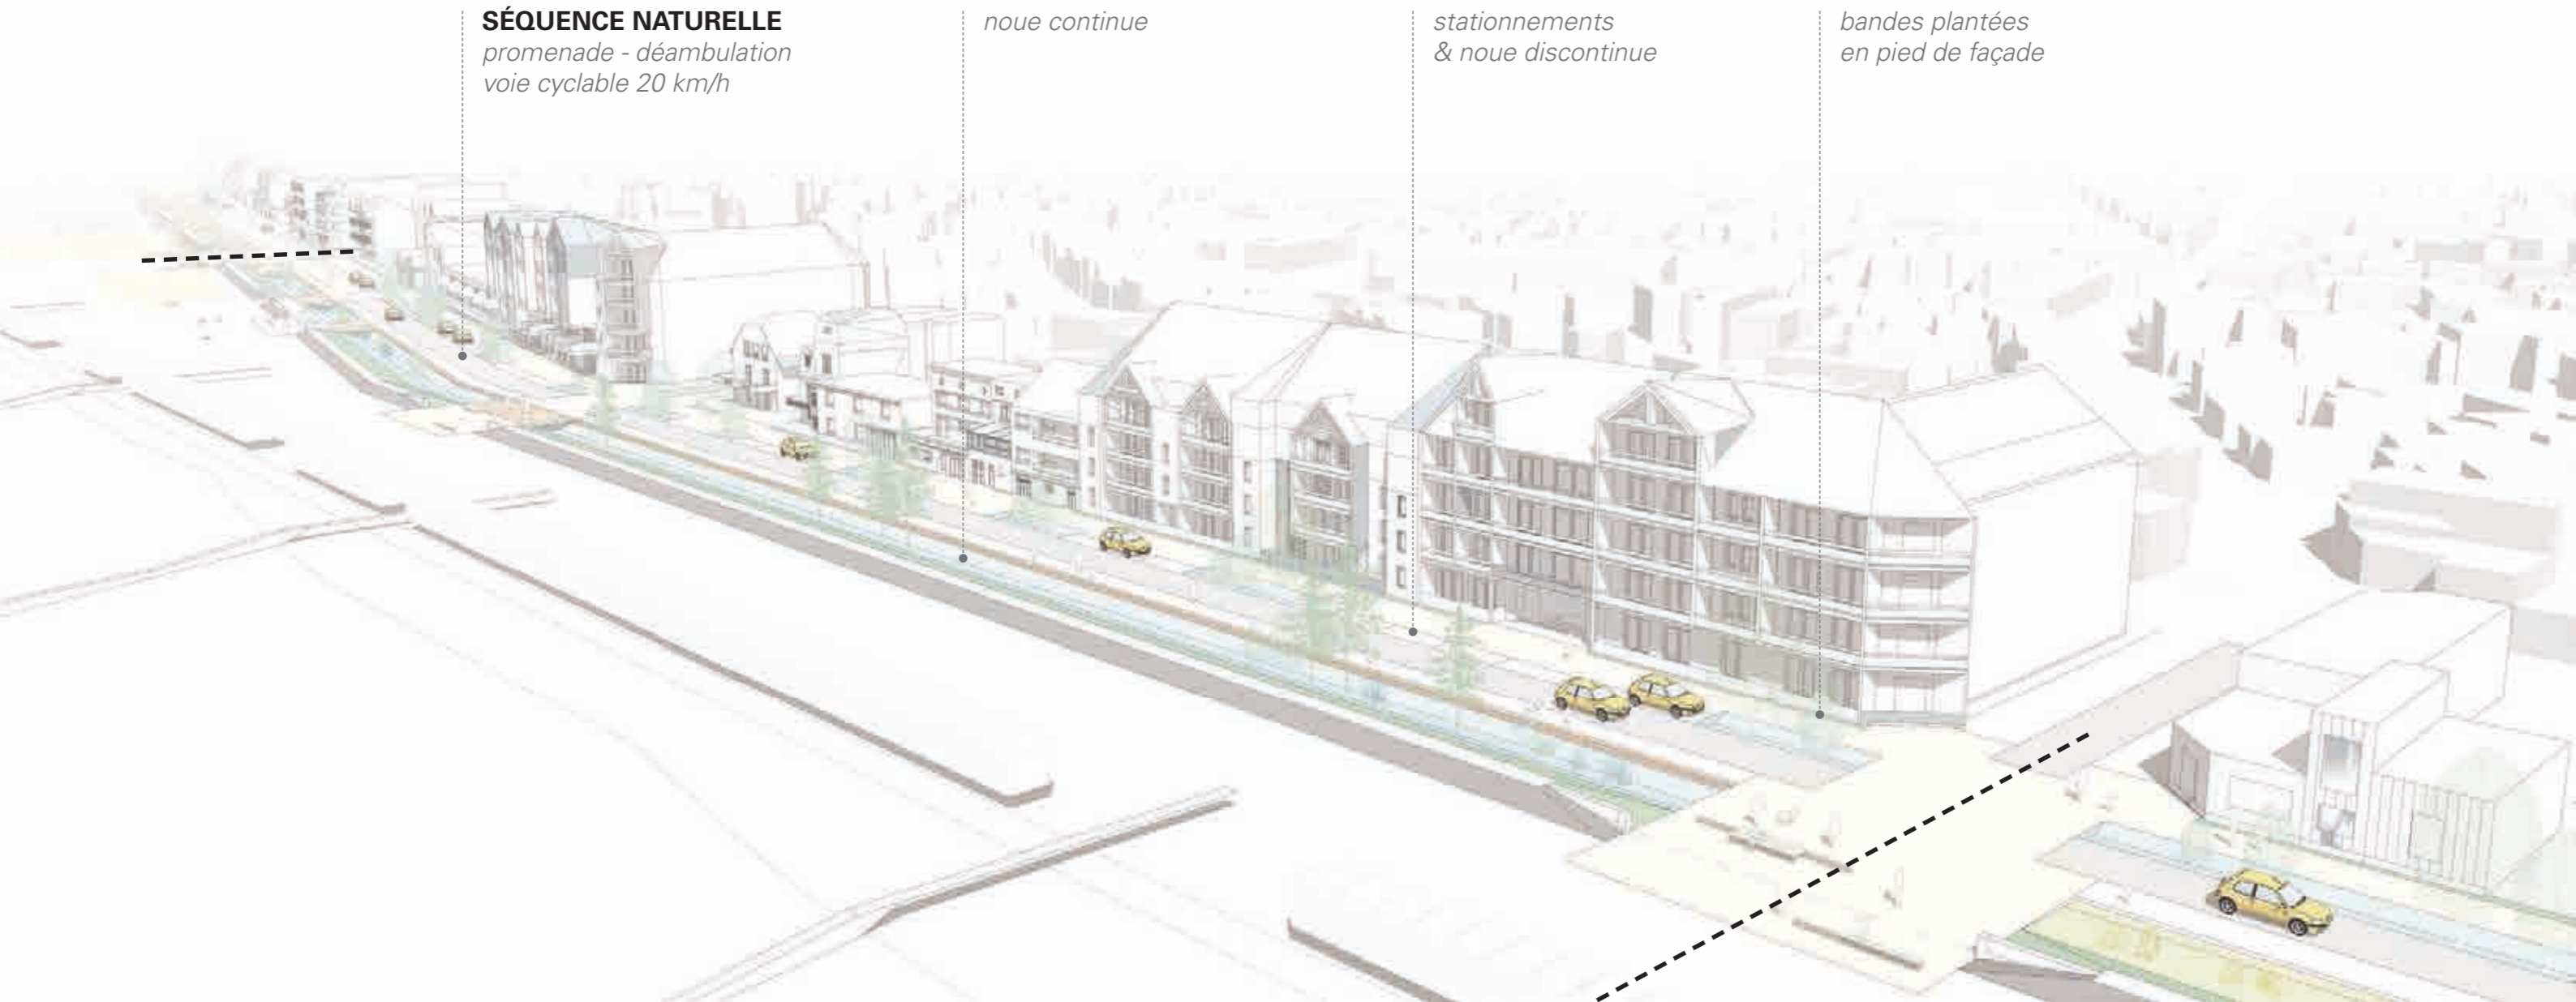 SÉQUENCE NATURELLE
promenade - déambulation
voie cyclable 20 km/h
noue continue
stationnements
& noue discontinue
bandes plantées
en pied de façade